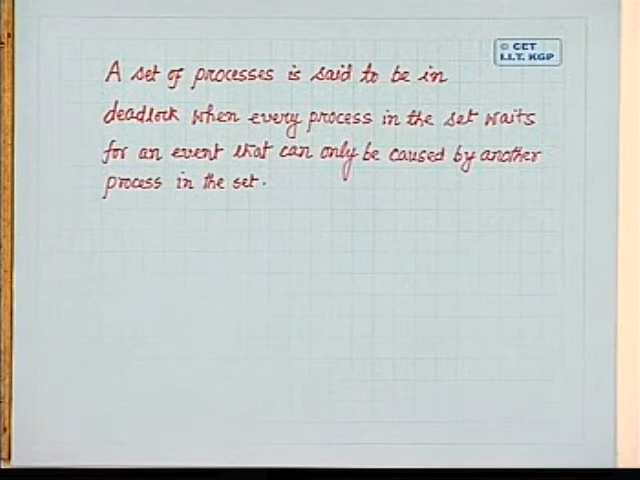 © CET
I.I.T. KGP
A set of processes is said to be in
deadlock when every process in the set waits
for an event that can only be caused by another
process in the set.